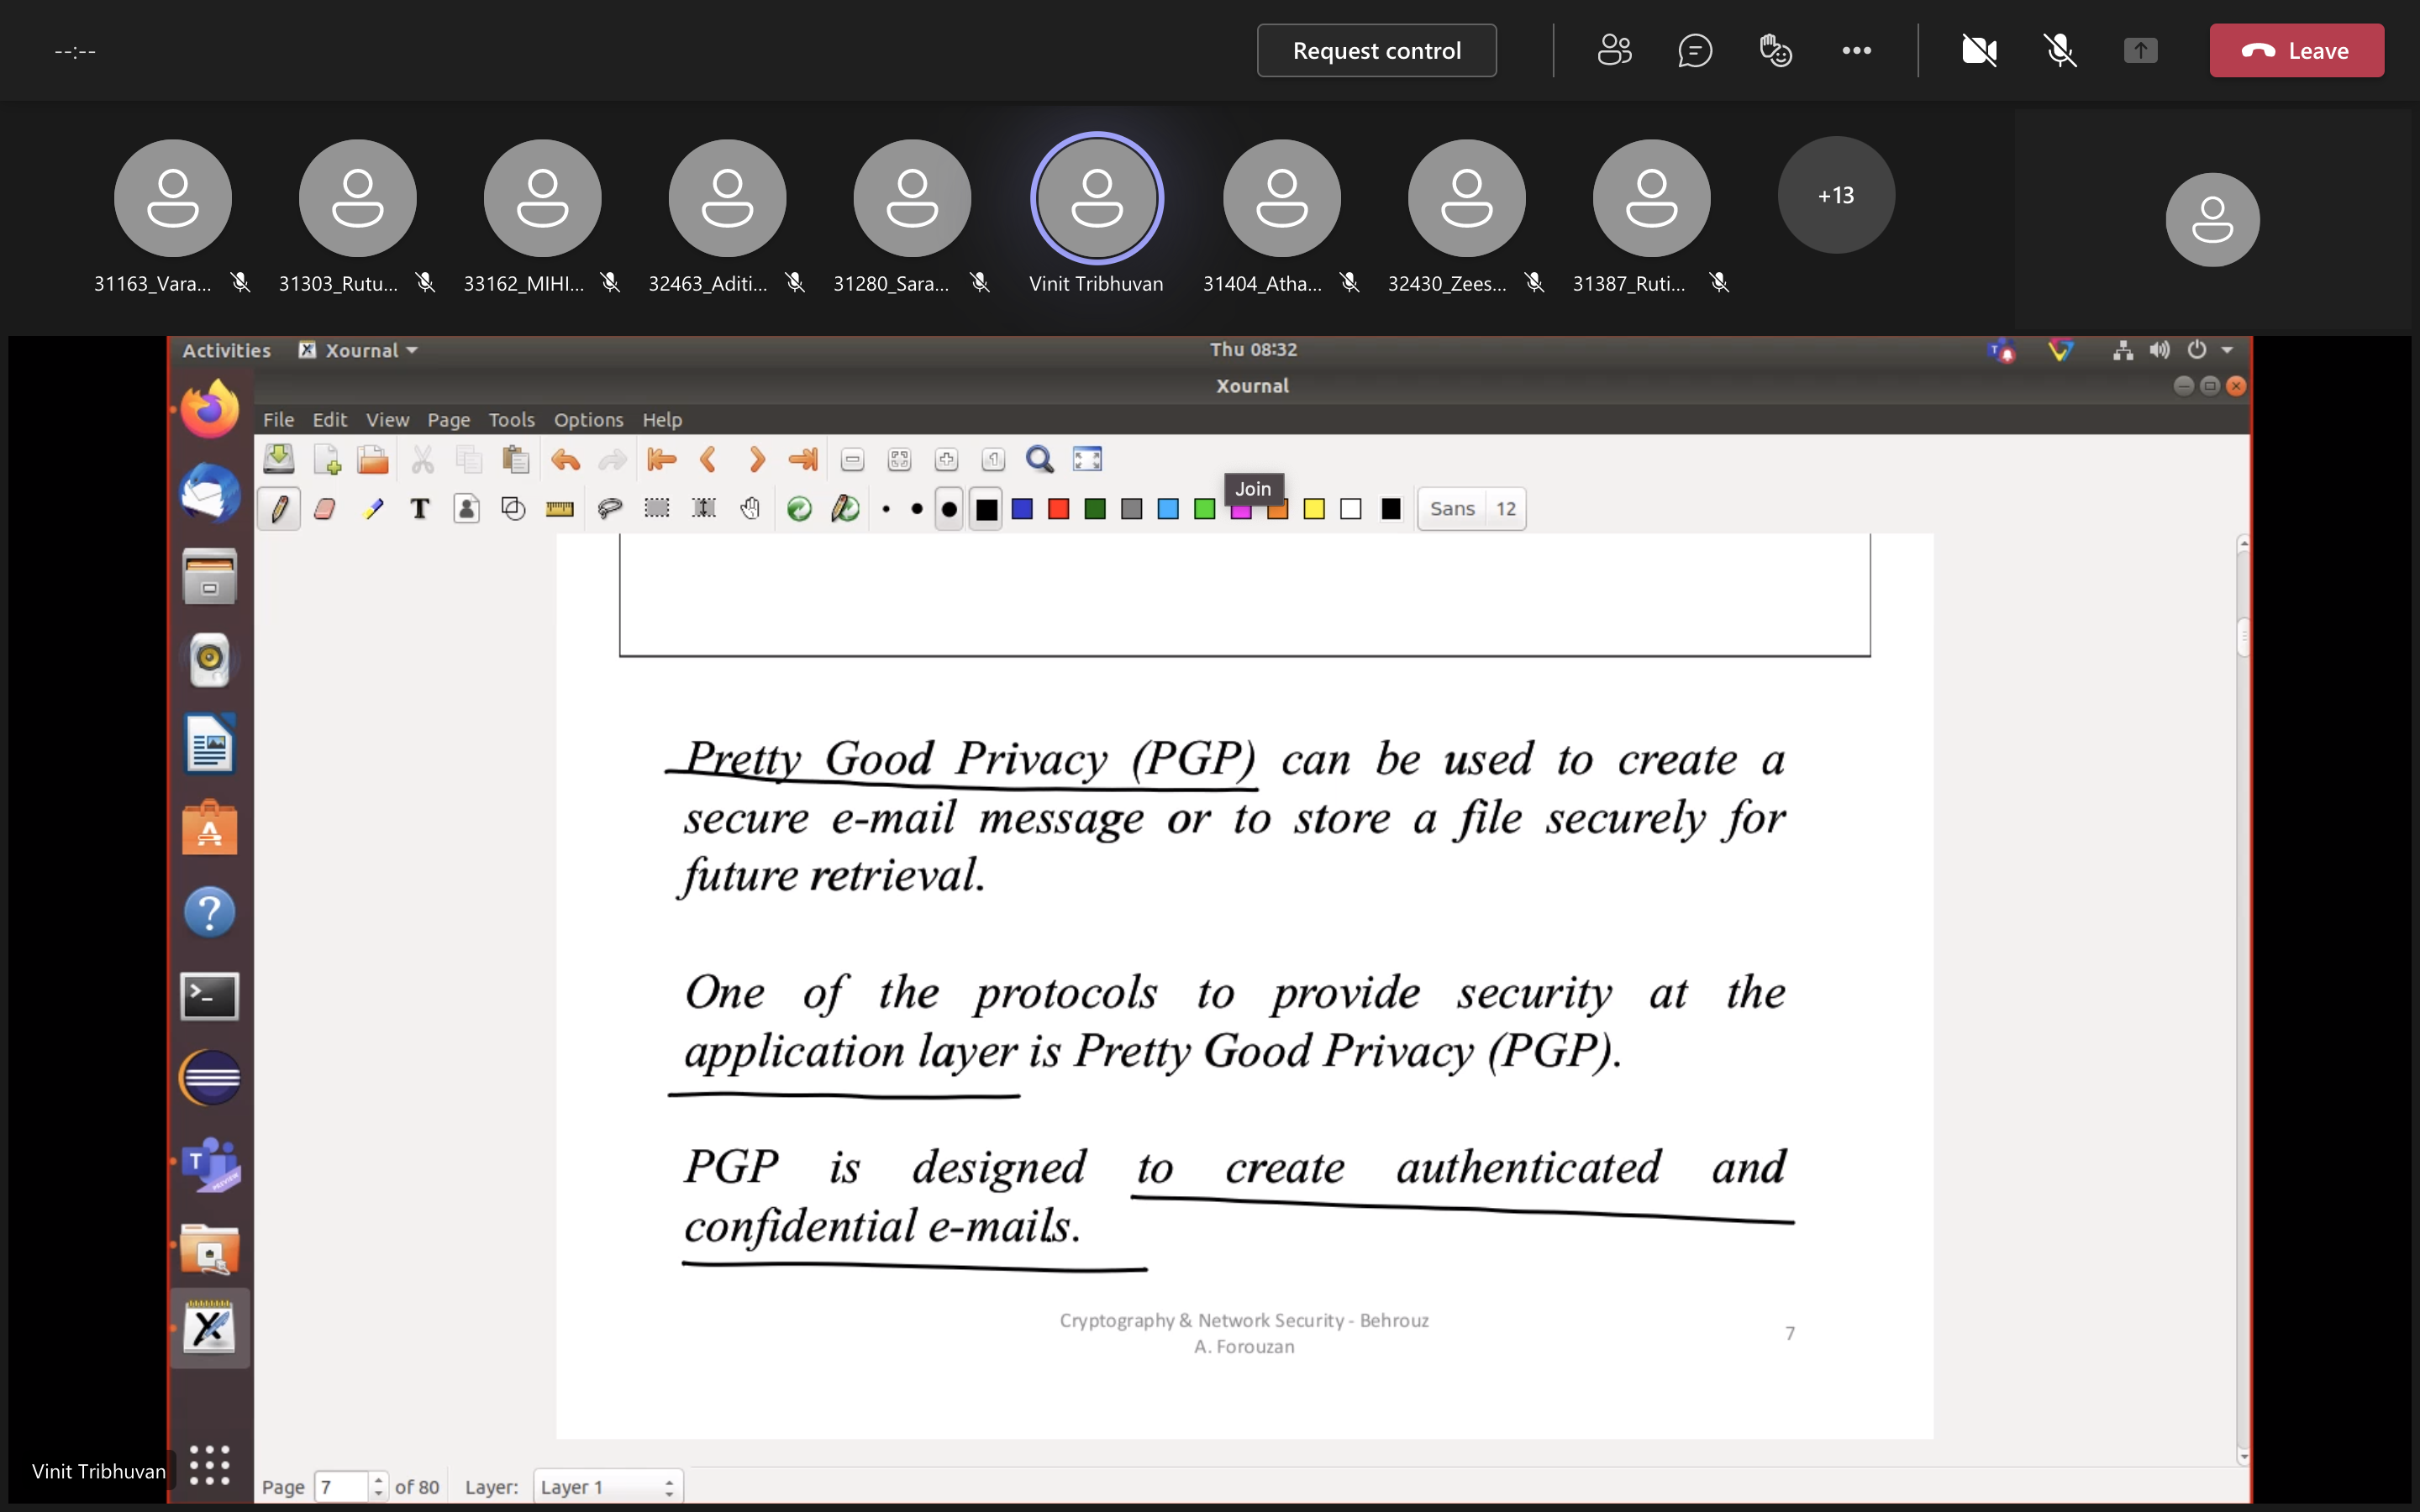 --:--
Request control
Leave
+13
31163_Vara...
31303_Rutu...
33162_MIHI...
32463_Aditi...
31280_Sara...
Vinit Tribhuvan
31404_Atha...
32430_Zees...
31387_Ruti...
Activities
Xournal
Thu 08:32
Xournal
File Edit View Page Tools Options Help
Join
Sans 12
Pretty Good Privacy (PGP) can be used to create a
secure e-mail message or to store a file securely for
future retrieval.
One of the protocols to provide security at the
application layer is Pretty Good Privacy (PGP).
PGP is designed to create authenticated and
confidential e-mails.
Cryptography & Network Security - Behrouz
A. Forouzan
7
Vinit Tribhuvan
Page 7 of 80 Layer: Layer 1